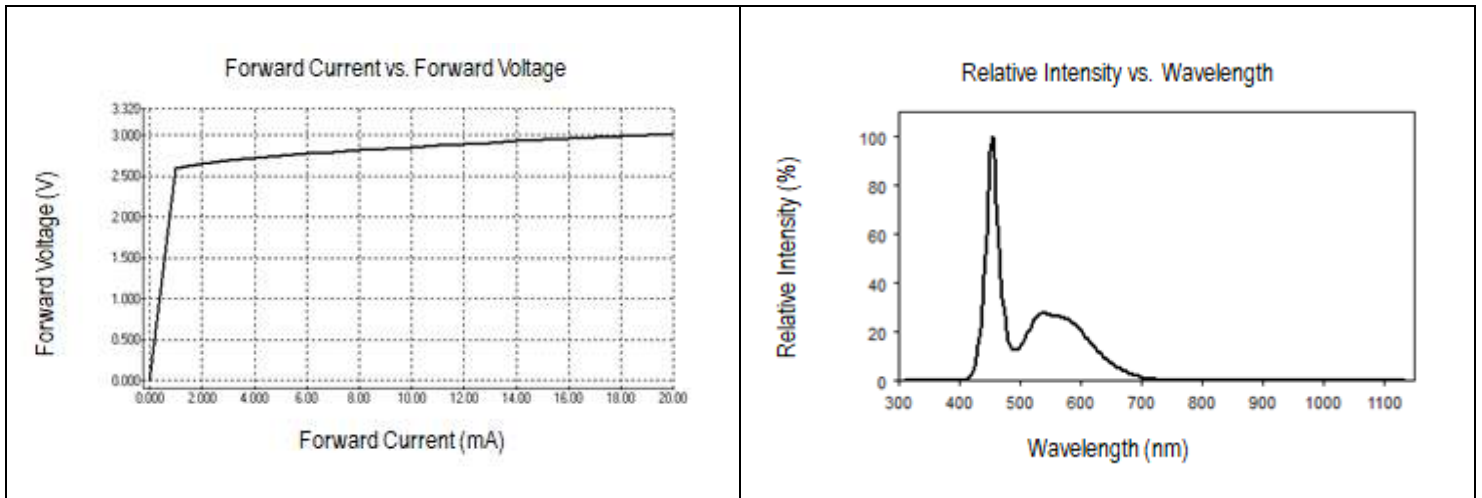 Forward Current vs. Forward Voltage
Forward Voltage (V)
3.320
3.000
2.500
2.000
1.500
1.000
0.500
0.000
0.000 2.000 4.00 6.00 8.00 10.00 12.00 14.00 16.00 18.00 20.00
Forward Current (mA)
Relative Intensity vs. Wavelength
Relative Intensity (%)
100
80
60
40
20
0
300 400 500 600 700 800 900 1000 1100
Wavelength (nm)